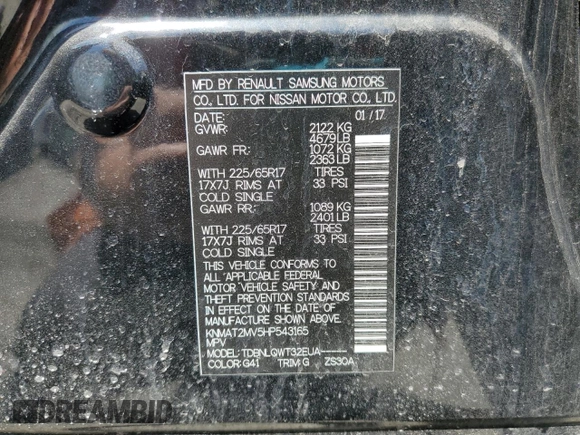 MFD BY RENAULT SAMSUNG MOTORS
CO. LTD. FOR NISSAN MOTOR CO., LTD.
DATE: 01/17
GVWR: 2122 KG
4679 LB
GAWR FR: 1072 KG
2363 LB
WITH 225/65R17 TIRES
17X7J RIMS AT 33 PSI
COLD SINGLE
GAWR RR: 1089 KG
2401 LB
WITH 225/65R17 TIRES
17X7J RIMS AT 33 PSI
COLD SINGLE
THIS VEHICLE CONFORMS TO
ALL APPLICABLE FEDERAL
MOTOR VEHICLE SAFETY AND
THEFT PREVENTION STANDARDS
IN EFFECT ON THE DATE OF
MANUFACTURE SHOWN ABOVE.
KNMAT2MV5HP543165
MPV
MODEL: TDBNLQWT32EUA-----
COLOR:G41 TRIM:G ZS30A
DREAMBID